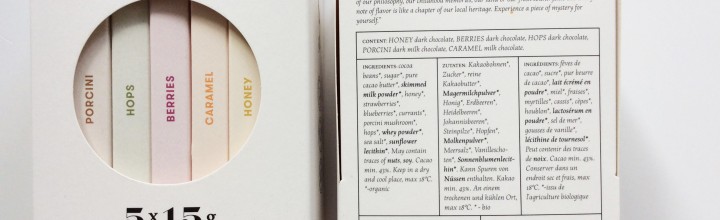 PORCINI
HOPS
BERRIES
CARAMEL
HONEY
5 x 15 g
of our philosophy, our childhood memories, our
note of flavor is like a chapter of our local heritage. Experience a piece of mystery for
yourself."
CONTENT: HONEY dark chocolate, BERRIES dark chocolate, HOPS dark chocolate,
PORCINI dark milk chocolate, CARAMEL milk chocolate.
INGREDIENTS: cocoa
beans*, sugar*, pure
cacao butter*, skimmed
milk powder*, honey*,
strawberries*,
blueberries*, currants*,
porcini mushroom*,
hops*, whey powder*,
sea salt*, sunflower
lecithin*. May contain
traces of nuts, soy. Cacao
min. 45%. Keep in a dry
and cool place, max 18°C.
*-organic
ZUTATEN: Kakaobohnen*,
Zucker*, reine
Kakaobutter*,
Magermilchpulver*,
Honig*, Erdbeeren*,
Heidelbeeren*,
Johannisbeeren*,
Steinpilze*, Hopfen*,
Molkenpulver*,
Meersalz*, Vanillescho-
ten*, Sonnenblumenlecit-
hin*. Kann Spuren von
Nüssen enthalten. Kakao
min. 45%. An einem
trockenen und kühlen Ort,
max 18°C. * - bio
INGRÉDIENTS: fèves de
cacao*, sucre*, pur beurre
de cacao*, lait écrémé en
poudre*, miel*, fraises*,
myrtilles*, cassis*, cèpes*,
houblon*, lactosérum en
poudre*, sel de mer*,
gousses de vanille*,
lécithine de tournesol*.
Peut contenir des traces
de noix. Cacao min. 45%.
Conserver dans un
endroit sec et frais, max
18°C. *-issu de
l'agriculture biologique